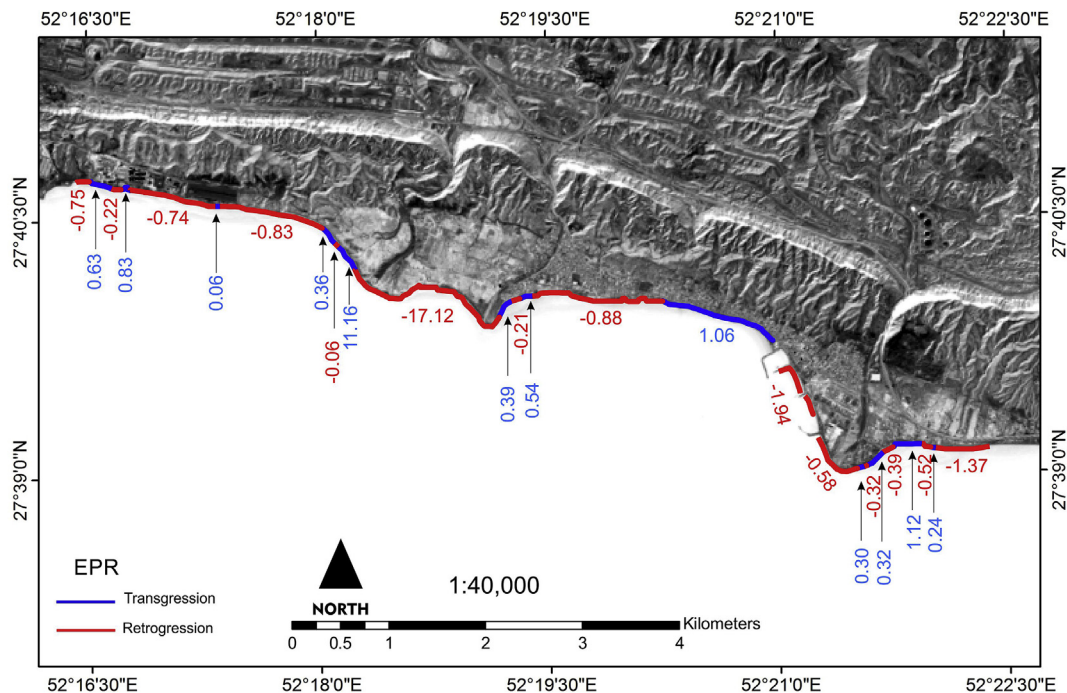 52°16'30"E 52°18'0"E 52°19'30"E 52°21'0"E 52°22'30"E
27°40'30"N
27°39'0"N
-0.75
0.63
-0.22
0.83
-0.74
0.06
-0.83
0.36
-0.06
11.16
-17.12
0.39
-0.21
0.54
-0.88
1.06
-1.94
-0.58
0.30
-0.32
0.32
-0.39
1.12
-0.52
0.24
-1.37
27°40'30"N
27°39'0"N
EPR
Transgression
Retrogression
NORTH
1:40,000
Kilometers
0 0.5 1 2 3 4
52°16'30"E 52°18'0"E 52°19'30"E 52°21'0"E 52°22'30"E